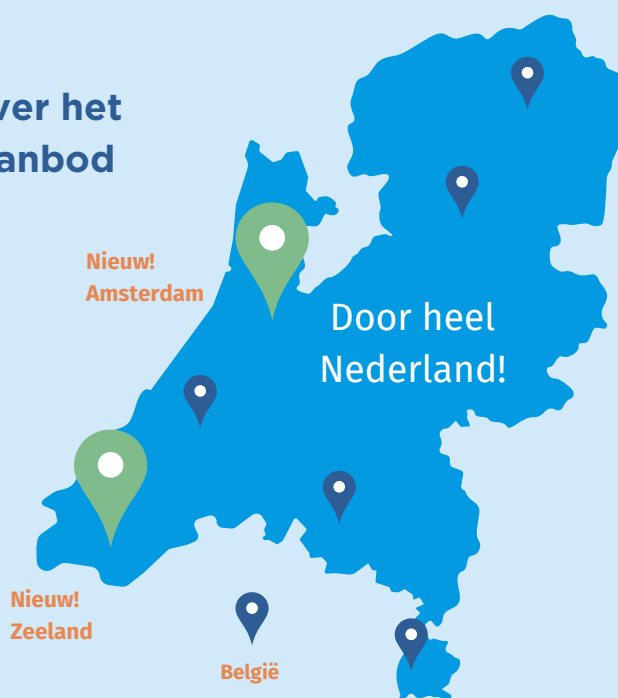 ver het
anbod
Nieuw!
Amsterdam
Door heel
Nederland!
Nieuw!
Zeeland
België